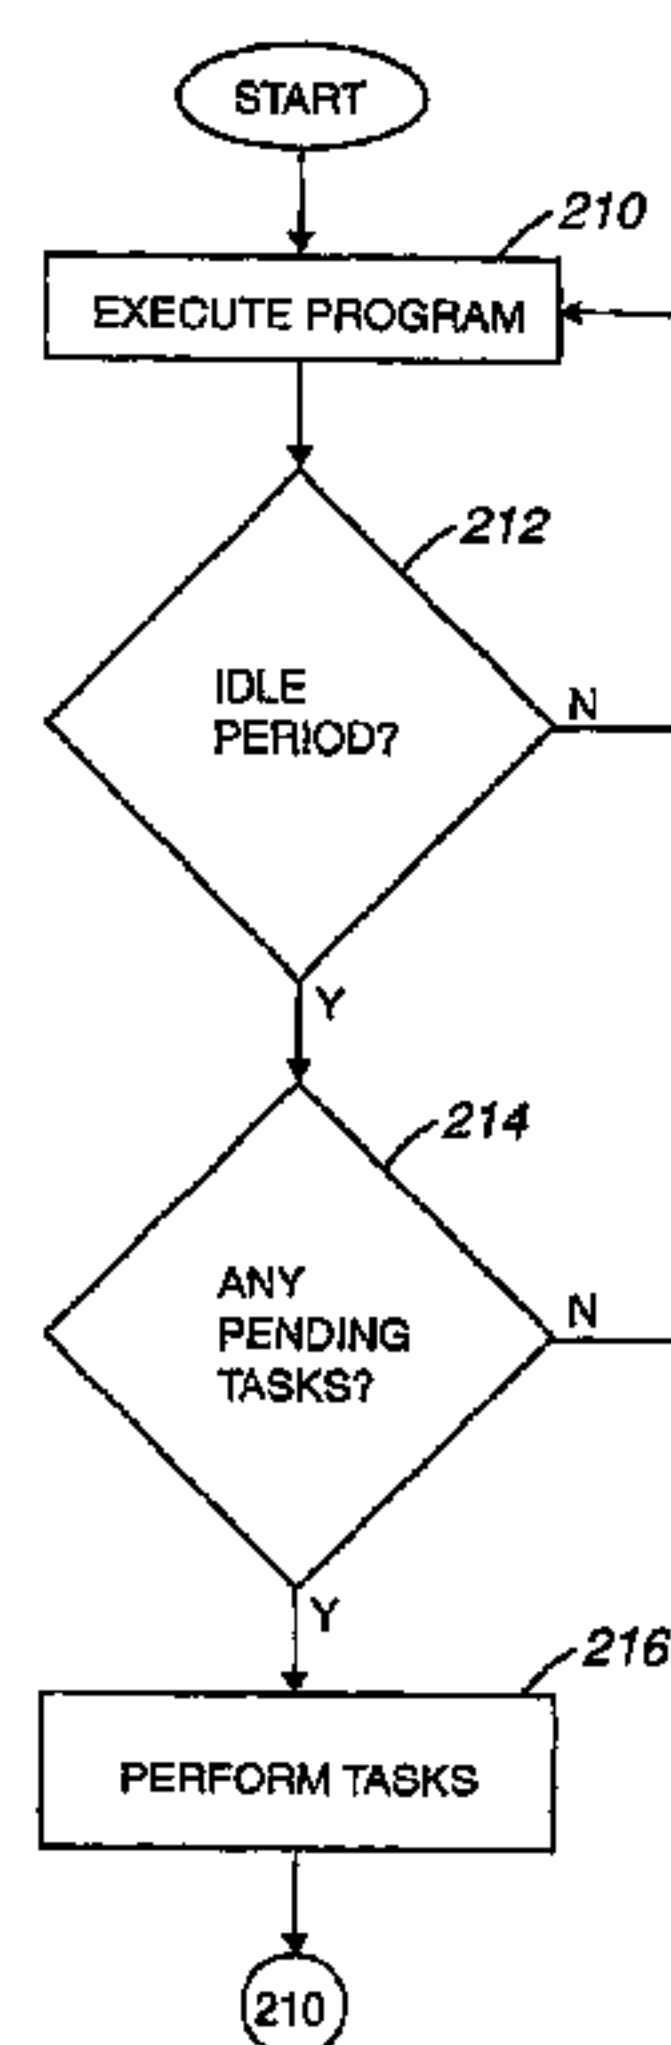 START
210
EXECUTE PROGRAM
212
IDLE
PERIOD?
N
Y
214
ANY
PENDING
TASKS?
N
Y
216
PERFORM TASKS
210